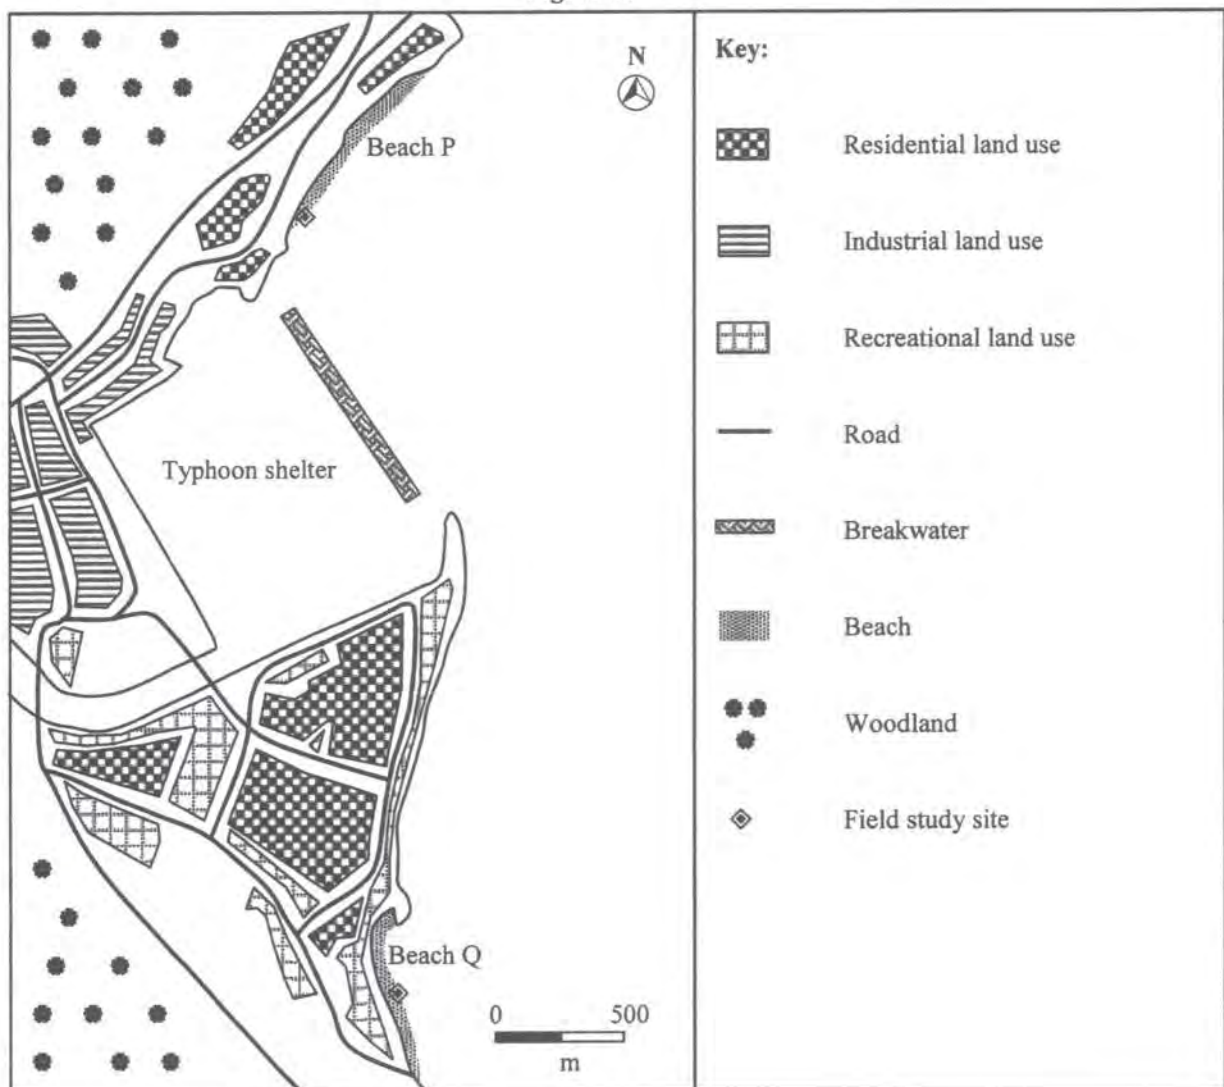 N
Beach P
Typhoon shelter
Beach Q
0 500
m
Key:
Residential land use
Industrial land use
Recreational land use
Road
Breakwater
Beach
Woodland
Field study site